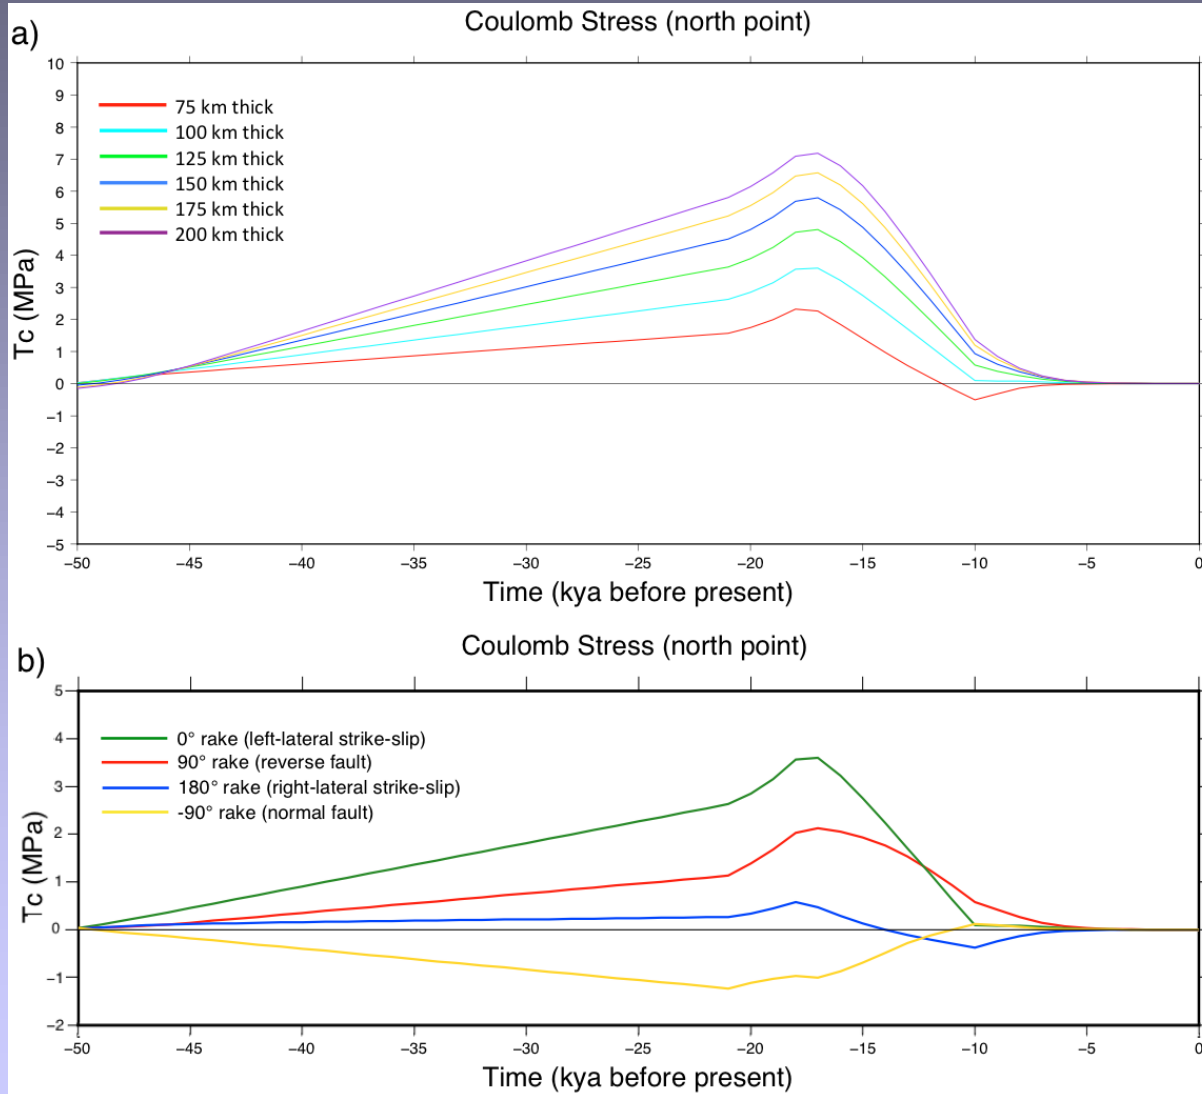 Coulomb Stress (north point)
a)
10
9
8
7
6
5
4
3
2
1
0
−1
−2
−3
−4
−5
Tc (MPa)
75 km thick
100 km thick
125 km thick
150 km thick
175 km thick
200 km thick
−50 −45 −40 −35 −30 −25 −20 −15 −10 −5 0
Time (kya before present)
Coulomb Stress (north point)
b)
5
4
3
2
1
0
−1
−2
Tc (MPa)
0° rake (left-lateral strike-slip)
90° rake (reverse fault)
180° rake (right-lateral strike-slip)
-90° rake (normal fault)
−50 −45 −40 −35 −30 −25 −20 −15 −10 −5 0
Time (kya before present)